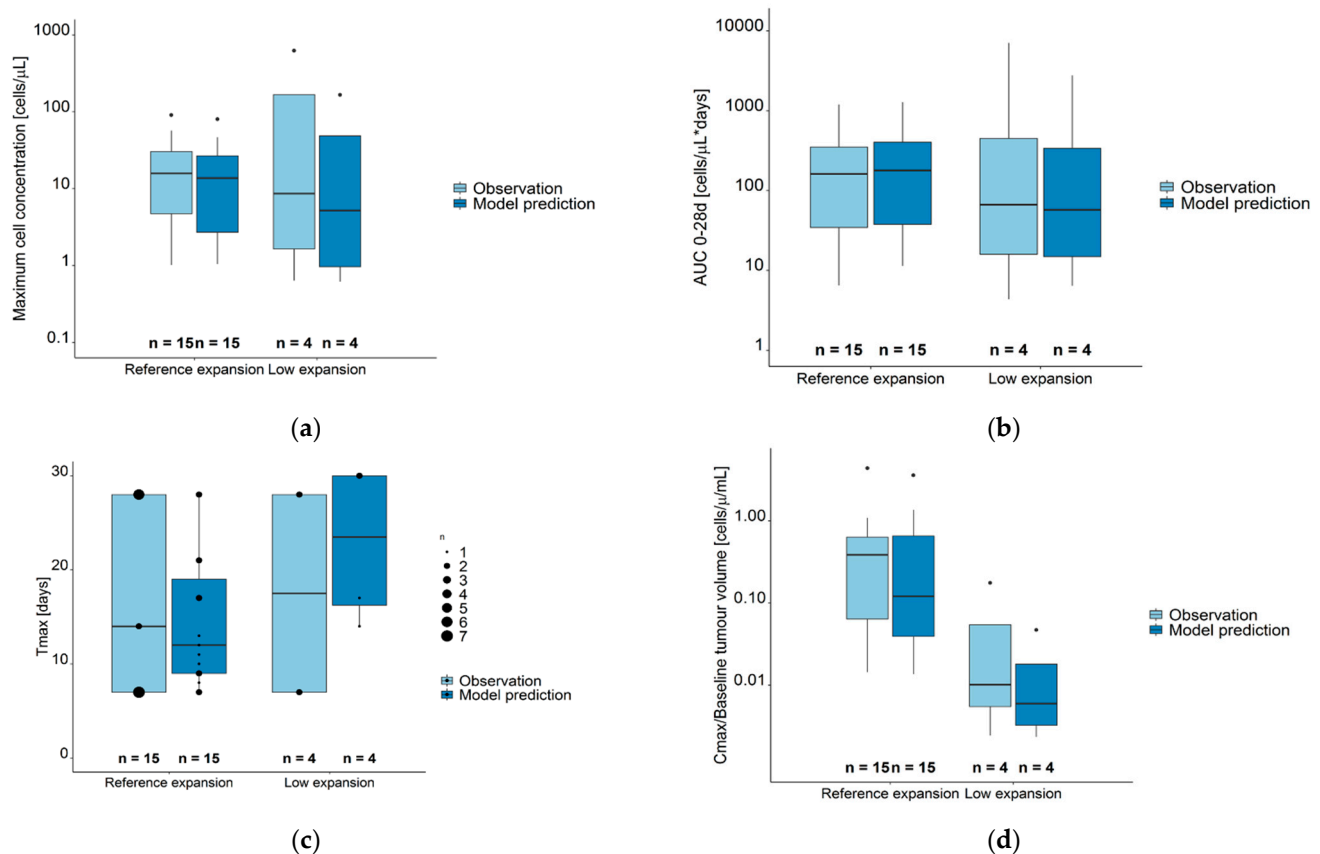 Maximum cell concentration [cells/μL]
1000
100
10
1
0.1
n = 15 n = 15 n = 4 n = 4
Reference expansion Low expansion
Observation
Model prediction
(a)
AUC 0-28d [cells/μL*days]
10000
1000
100
10
1
n = 15 n = 15 n = 4 n = 4
Reference expansion Low expansion
Observation
Model prediction
(b)
Tmax [days]
30
20
10
0
n = 15 n = 15 n = 4 n = 4
Reference expansion Low expansion
n
1
2
3
4
5
6
7
Observation
Model prediction
(c)
Cmax/Baseline tumour volume [cells/μ/mL]
1.00
0.10
0.01
n = 15 n = 15 n = 4 n = 4
Reference expansion Low expansion
Observation
Model prediction
(d)